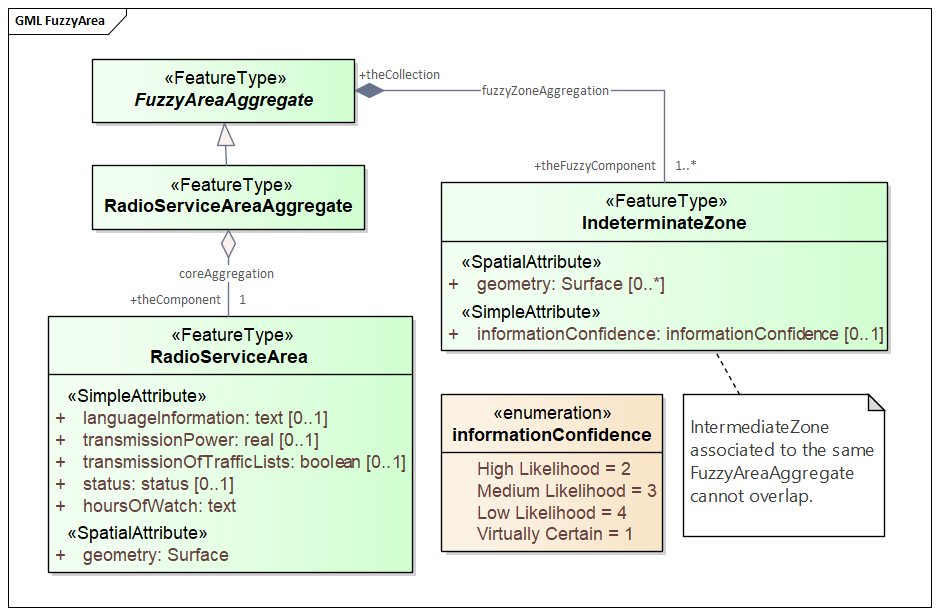 GML FuzzyArea
«FeatureType»
FuzzyAreaAggregate
+theCollection
fuzzyZoneAggregation
+theFuzzyComponent 1..*
«FeatureType»
RadioServiceAreaAggregate
coreAggregation
+theComponent 1
«FeatureType»
IndeterminateZone
«SpatialAttribute»
+ geometry: Surface [0..*]
«SimpleAttribute»
+ informationConfidence: informationConfidence [0..1]
«FeatureType»
RadioServiceArea
«SimpleAttribute»
+ languageInformation: text [0..1]
+ transmissionPower: real [0..1]
+ transmissionOfTrafficLists: boolean [0..1]
+ status: status [0..1]
+ hoursOfWatch: text
«SpatialAttribute»
+ geometry: Surface
«enumeration»
informationConfidence
High Likelihood = 2
Medium Likelihood = 3
Low Likelihood = 4
Virtually Certain = 1
IntermediateZone
associated to the same
FuzzyAreaAggregate
cannot overlap.